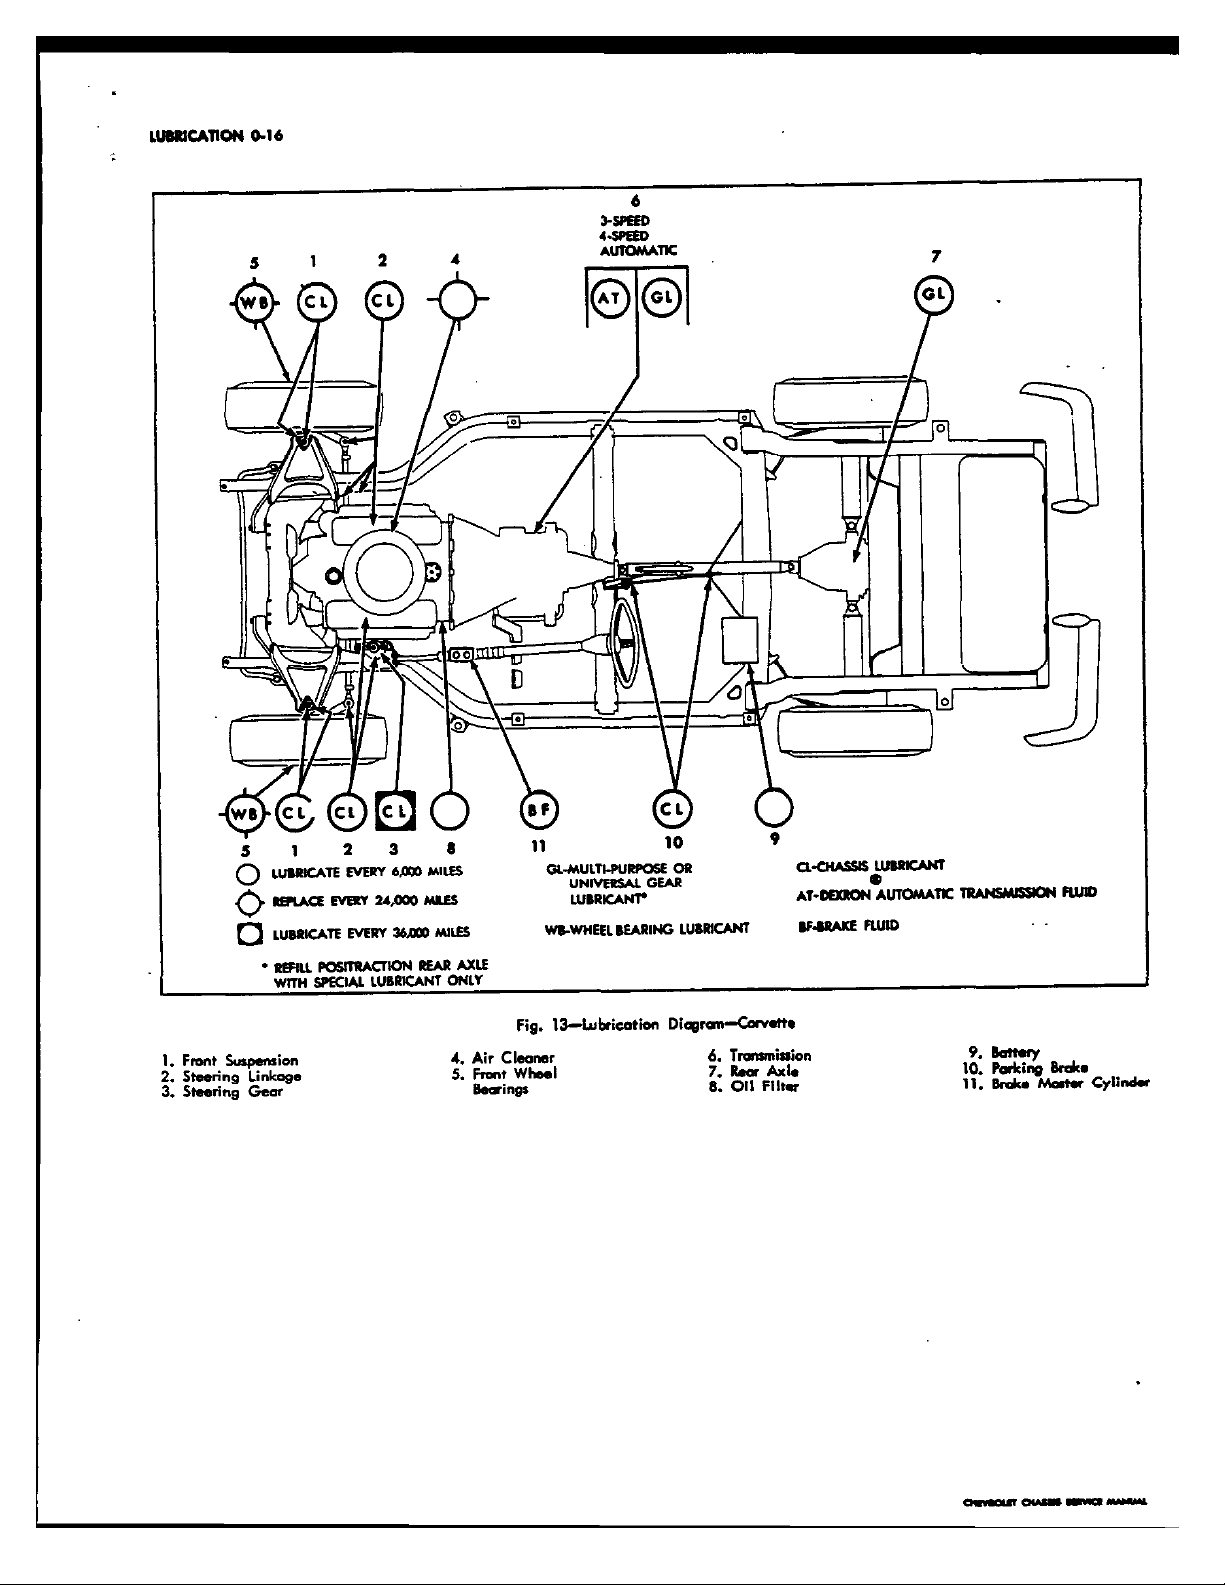 LUBRICATION 0-16
6
3-SPEED
4-SPEED
AUTOMATIC
5 1 2 4 7
WB CL CL AT GL GL
WB CL CL CL BF CL
5 1 2 3 8 11 10 9
LUBRICATE EVERY 6,000 MILES
REPLACE EVERY 24,000 MILES
LUBRICATE EVERY 36,000 MILES
* REFILL POSITRACTION REAR AXLE
WITH SPECIAL LUBRICANT ONLY
GL-MULTI-PURPOSE OR
UNIVERSAL GEAR
LUBRICANT*
WB-WHEEL BEARING LUBRICANT
CL-CHASSIS LUBRICANT
AT-DEXRON AUTOMATIC TRANSMISSION FLUID
BF-BRAKE FLUID
Fig. 13—Lubrication Diagram—Corvette
1. Front Suspension
2. Steering Linkage
3. Steering Gear
4. Air Cleaner
5. Front Wheel
Bearings
6. Transmission
7. Rear Axle
8. Oil Filter
9. Battery
10. Parking Brake
11. Brake Master Cylinder
CHEVROLET CHASSIS SERVICE MANUAL